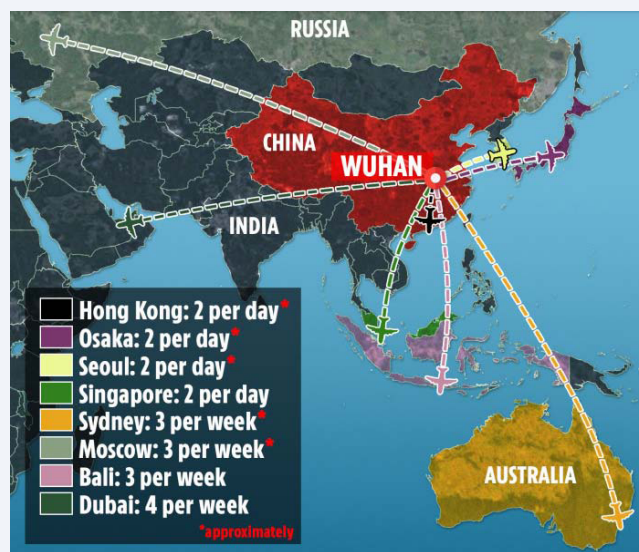 RUSSIA
CHINA
WUHAN
INDIA
Hong Kong: 2 per day*
Osaka: 2 per day*
Seoul: 2 per day*
Singapore: 2 per day
Sydney: 3 per week*
Moscow: 3 per week*
Bali: 3 per week
Dubai: 4 per week
*approximately
AUSTRALIA